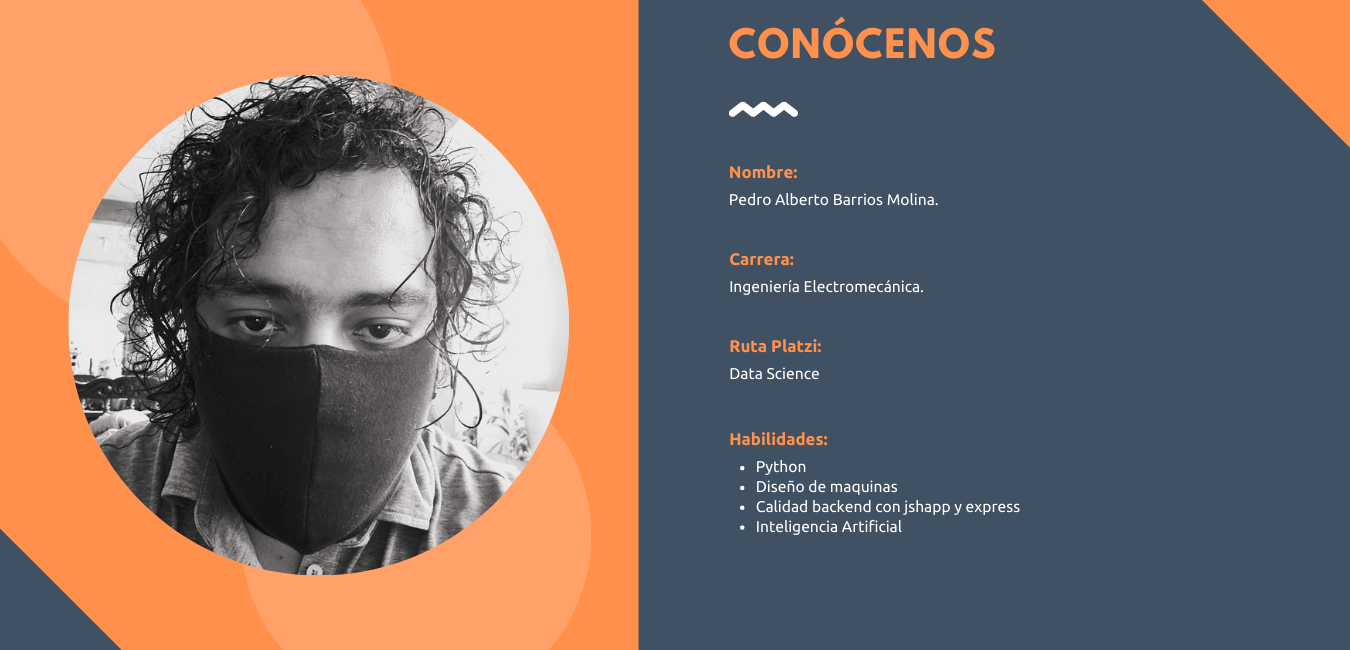 CONÓCENOS
Nombre:
Pedro Alberto Barrios Molina.
Carrera:
Ingeniería Electromecánica.
Ruta Platzi:
Data Science
Habilidades:
• Python
• Diseño de maquinas
• Calidad backend con jshapp y express
• Inteligencia Artificial